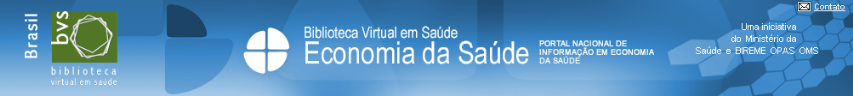 Brasil
bvs
biblioteca
virtual em saúde
Biblioteca Virtual em Saúde
Economia da Saúde
PORTAL NACIONAL DE
INFORMAÇÃO EM ECONOMIA
DA SAÚDE
Contato
Uma iniciativa
do Ministério da
Saúde e BIREME OPAS OMS